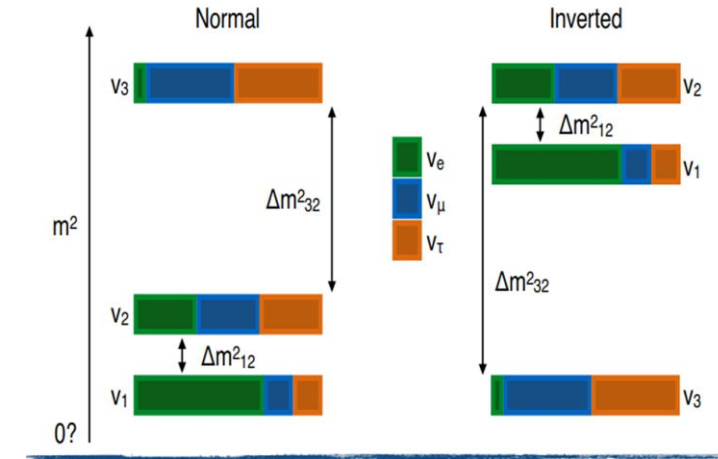 Normal
Inverted
ν3
ν2
Δm²12
νe
ν1
Δm²32
νμ
m²
ντ
Δm²32
ν2
Δm²12
ν1
ν3
0?